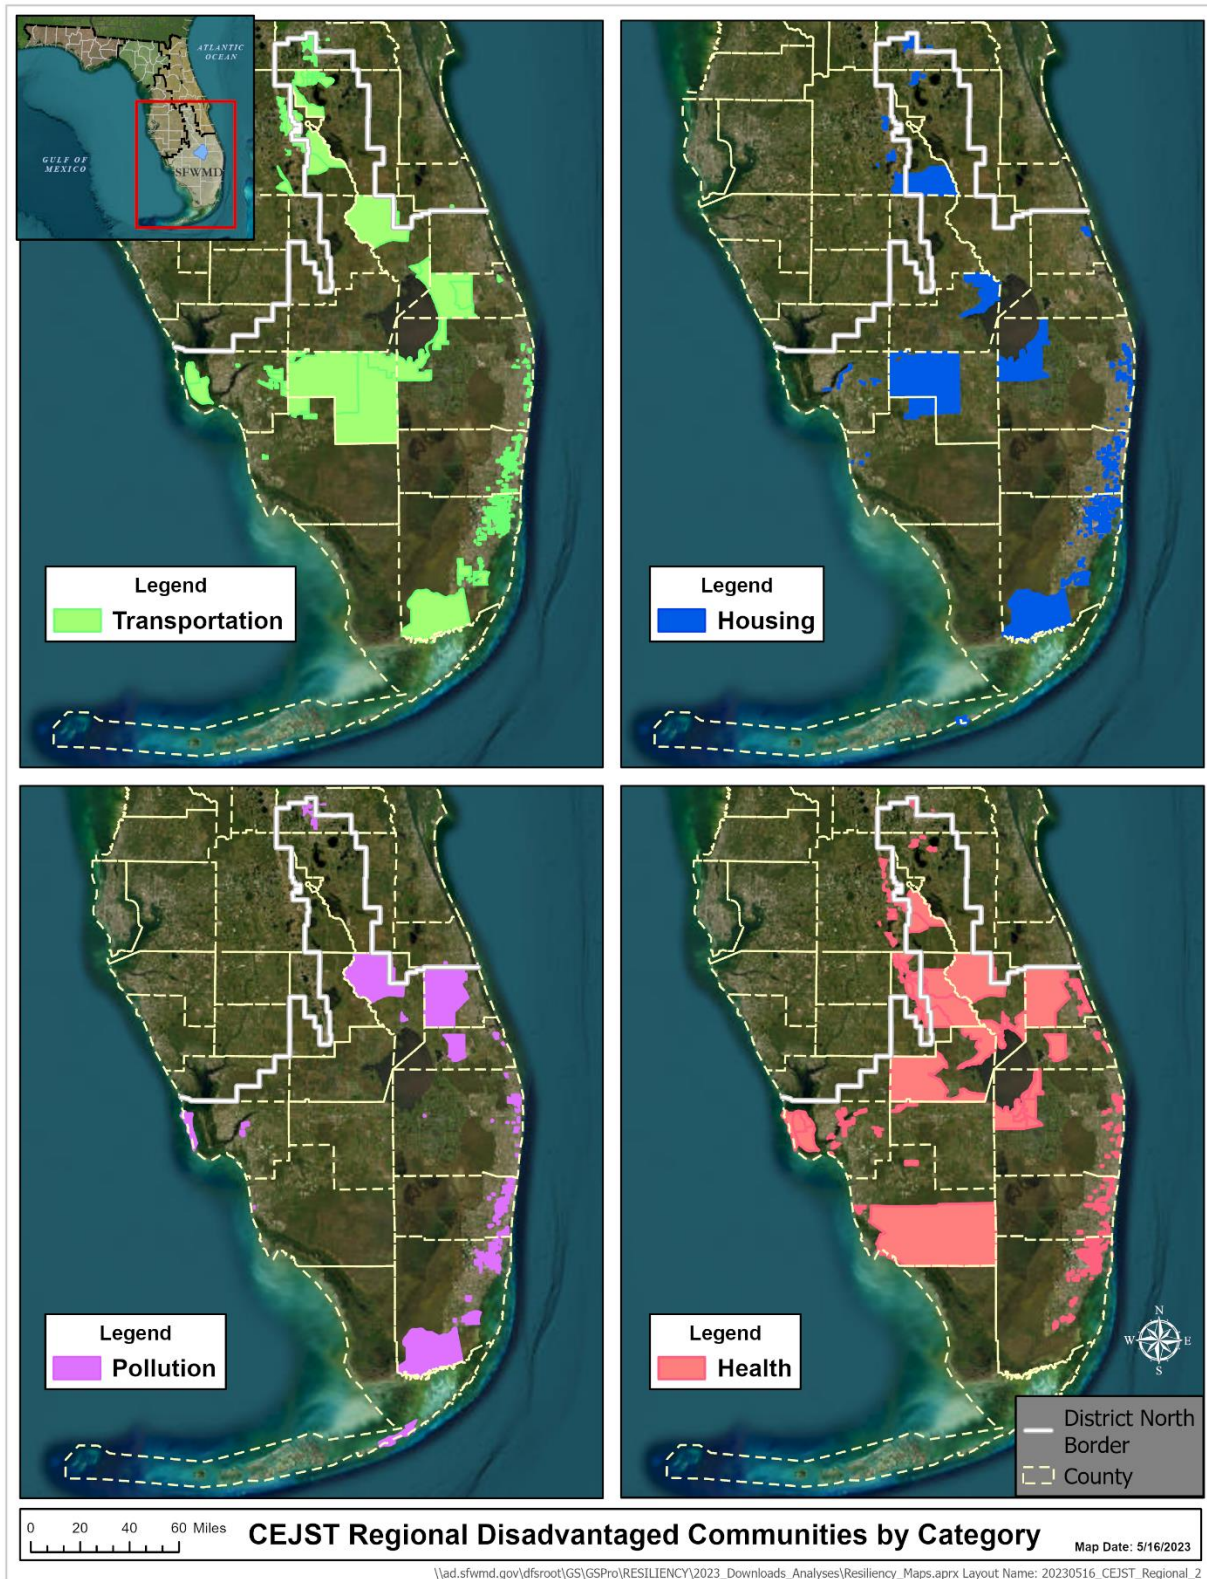 ATLANTIC
OCEAN
GULF OF
MEXICO
SFWMD
Legend
Transportation
Legend
Housing
Legend
Pollution
Legend
Health
N
W
E
S
District North
Border
County
0 20 40 60 Miles
CEJST Regional Disadvantaged Communities by Category
Map Date: 5/16/2023
\\ad.sfwmd.gov\dfsroot\GS\GSPro\RESILIENCY\2023_Downloads_Analyses\Resiliency_Maps.aprx Layout Name: 20230516_CEJST_Regional_2